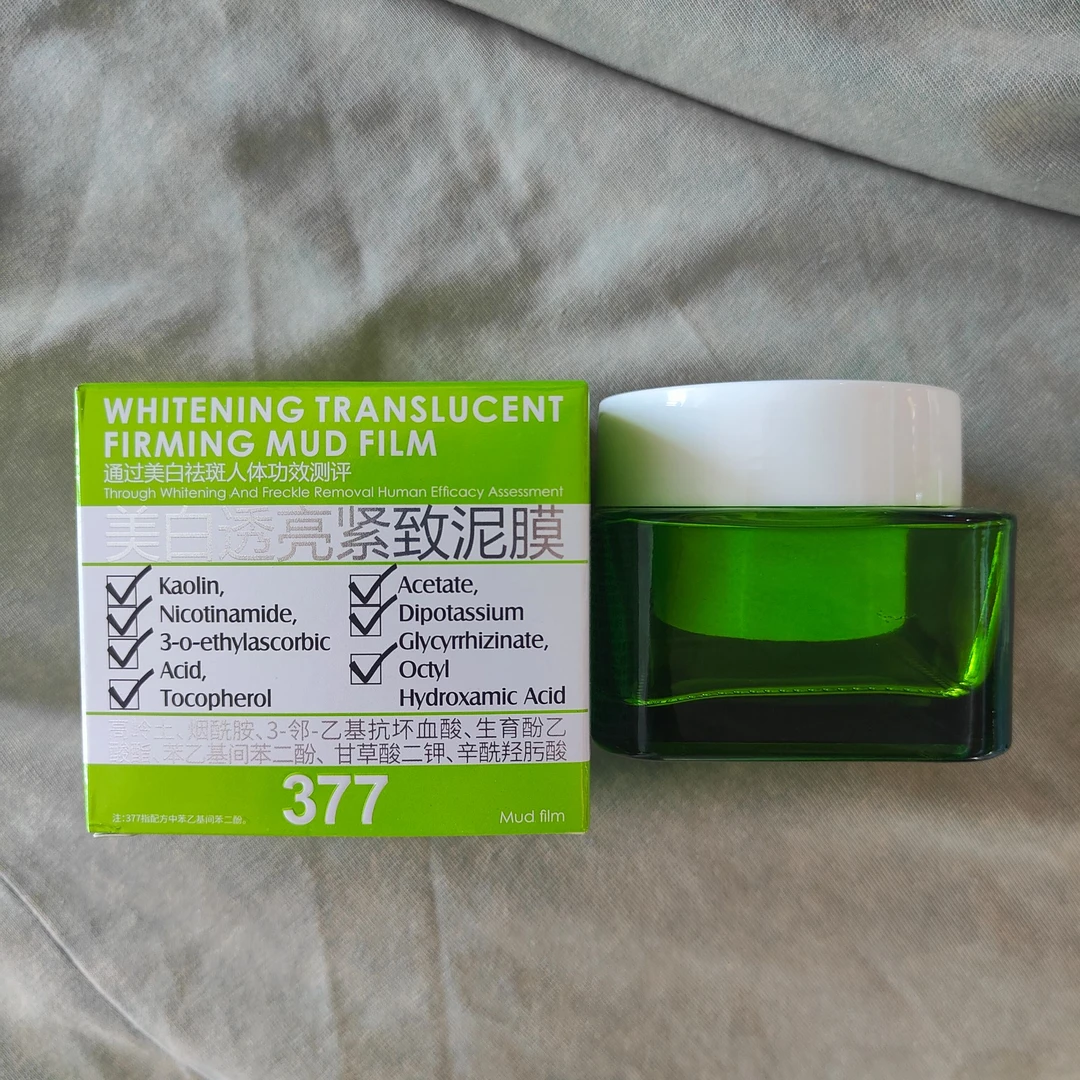 WHITENING TRANSLUCENT
FIRMING MUD FILM
通过美白祛斑人体功效测评
Through Whitening And Freckle Removal Human Efficacy Assessment
美白透亮紧致泥膜
Kaolin,
Nicotinamide,
3-o-ethylascorbic
Acid,
Tocopherol
Acetate,
Dipotassium
Glycyrrhizinate,
Octyl
Hydroxamic Acid
高岭土、烟酰胺、3-邻-乙基抗坏血酸、生育酚乙
酸酯、苯乙基间苯二酚、甘草酸二钾、辛酰羟肟酸
377
注:377指配方中苯乙基间苯二酚。
Mud film